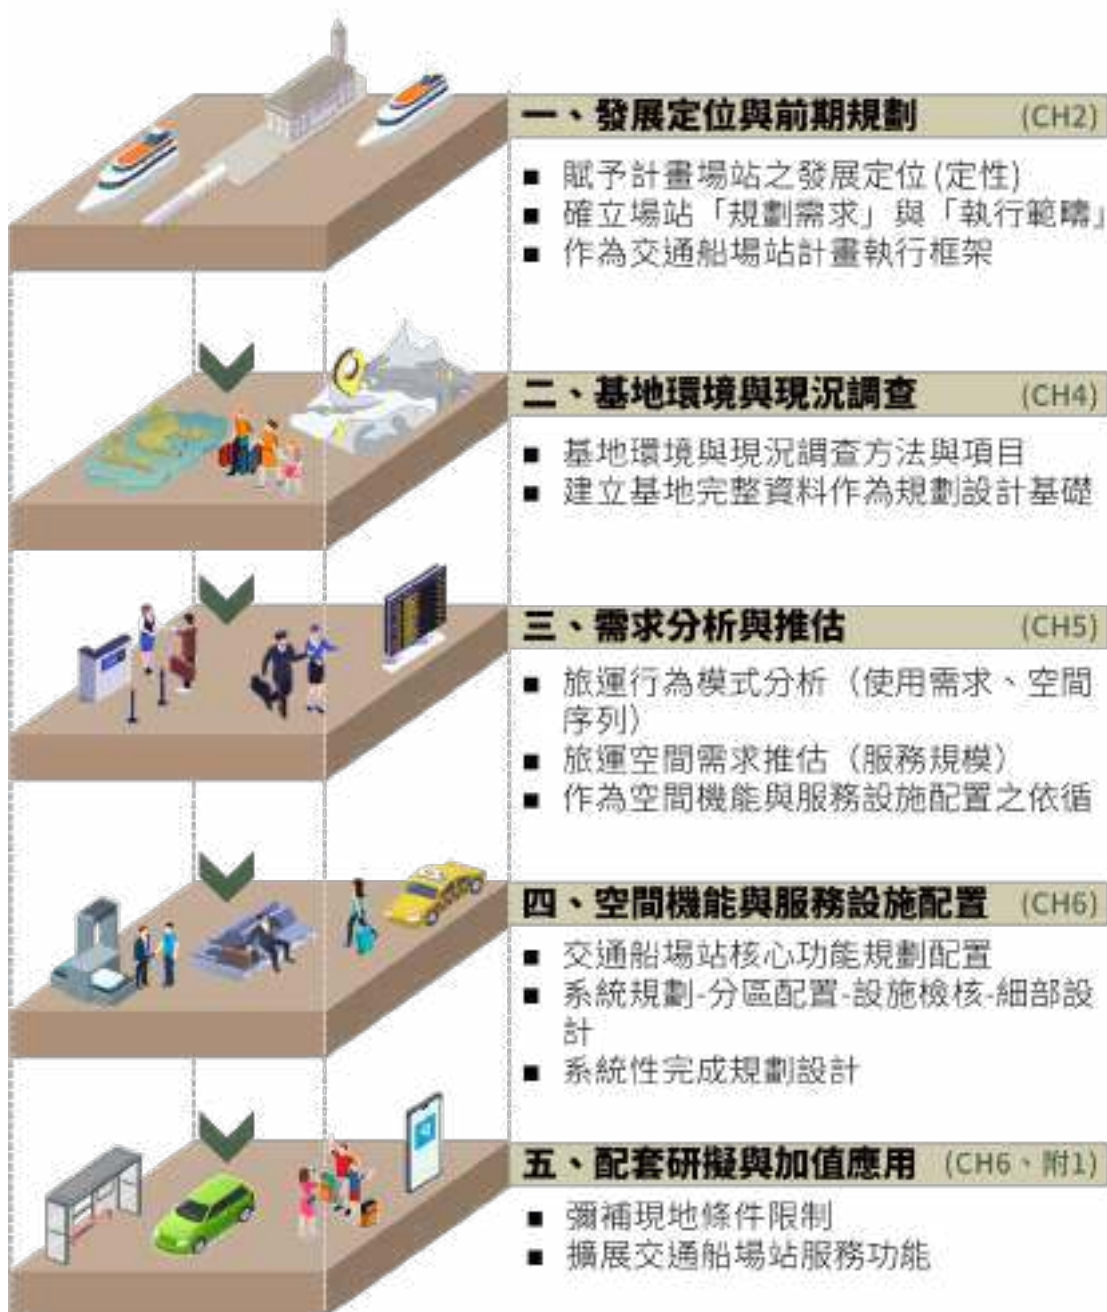 一、發展定位與前期規劃 (CH2)
■ 賦予計畫場站之發展定位(定性)
■ 確立場站「規劃需求」與「執行範疇」
■ 作為交通船場站計畫執行框架
二、基地環境與現況調查 (CH4)
■ 基地環境與現況調查方法與項目
■ 建立基地完整資料作為規劃設計基礎
三、需求分析與推估 (CH5)
■ 旅運行為模式分析（使用需求、空間
序列）
■ 旅運空間需求推估（服務規模）
■ 作為空間機能與服務設施配置之依循
四、空間機能與服務設施配置 (CH6)
■ 交通船場站核心功能規劃配置
■ 系統規劃-分區配置-設施檢核-細部設
計
■ 系統性完成規劃設計
五、配套研擬與加值應用 (CH6、附1)
■ 彌補現地條件限制
■ 擴展交通船場站服務功能